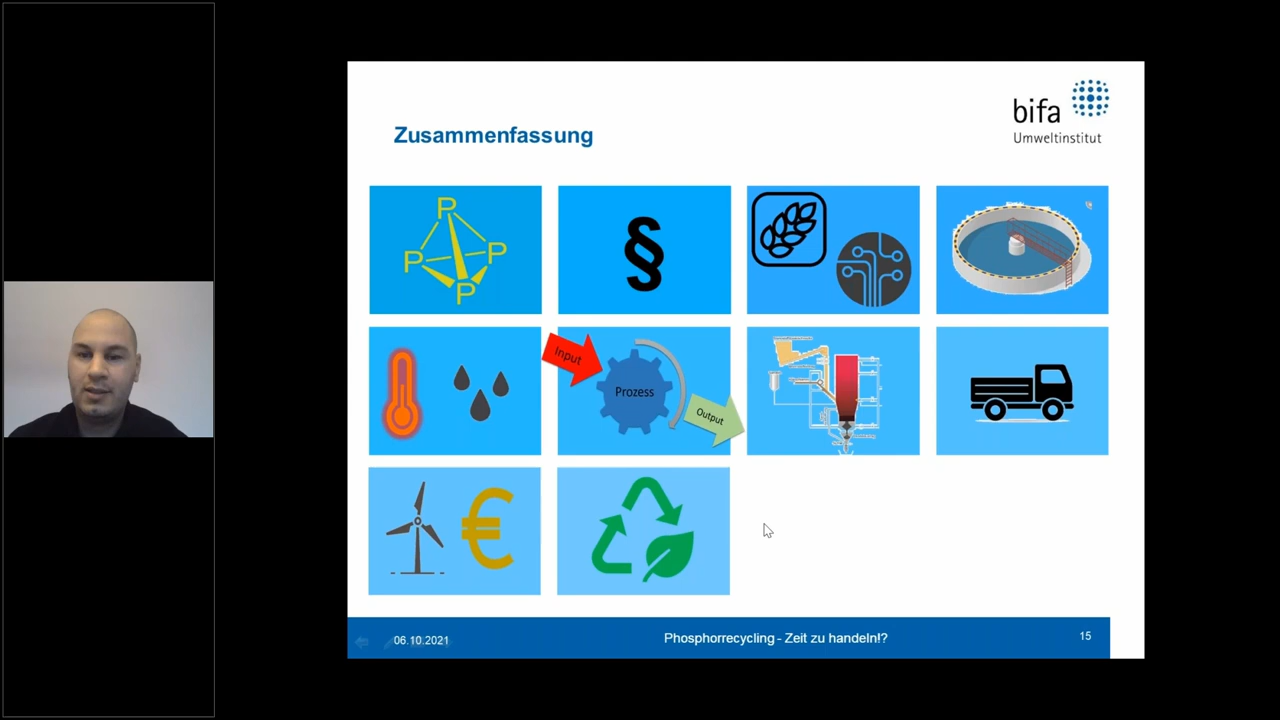 bifa
Umweltinstitut
Zusammenfassung
P
P
P
P
§
Input
Prozess
Output
€
06.10.2021
Phosphorrecycling - Zeit zu handeln!?
15